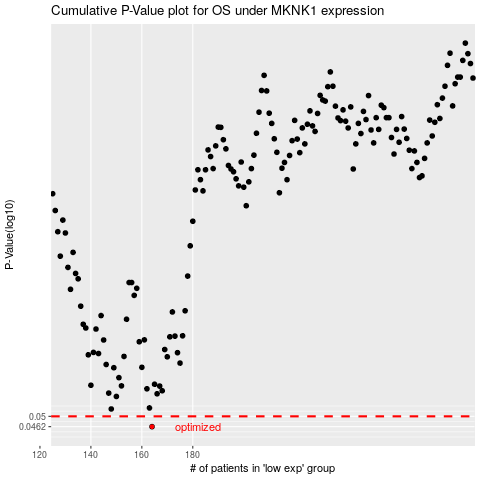 Cumulative P-Value plot for OS under MKNK1 expression
P-Value(log10)
0.05
0.0462
optimized
120 140 160 180
# of patients in 'low exp' group